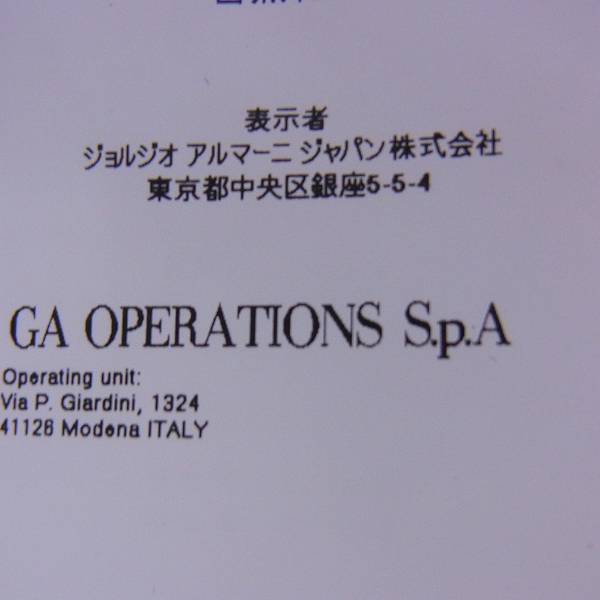 表示者
ジョルジオ アルマーニ ジャパン株式会社
東京都中央区銀座5-5-4
GA OPERATIONS S.p.A
Operating unit:
Via P. Giardini, 1324
41126 Modena ITALY